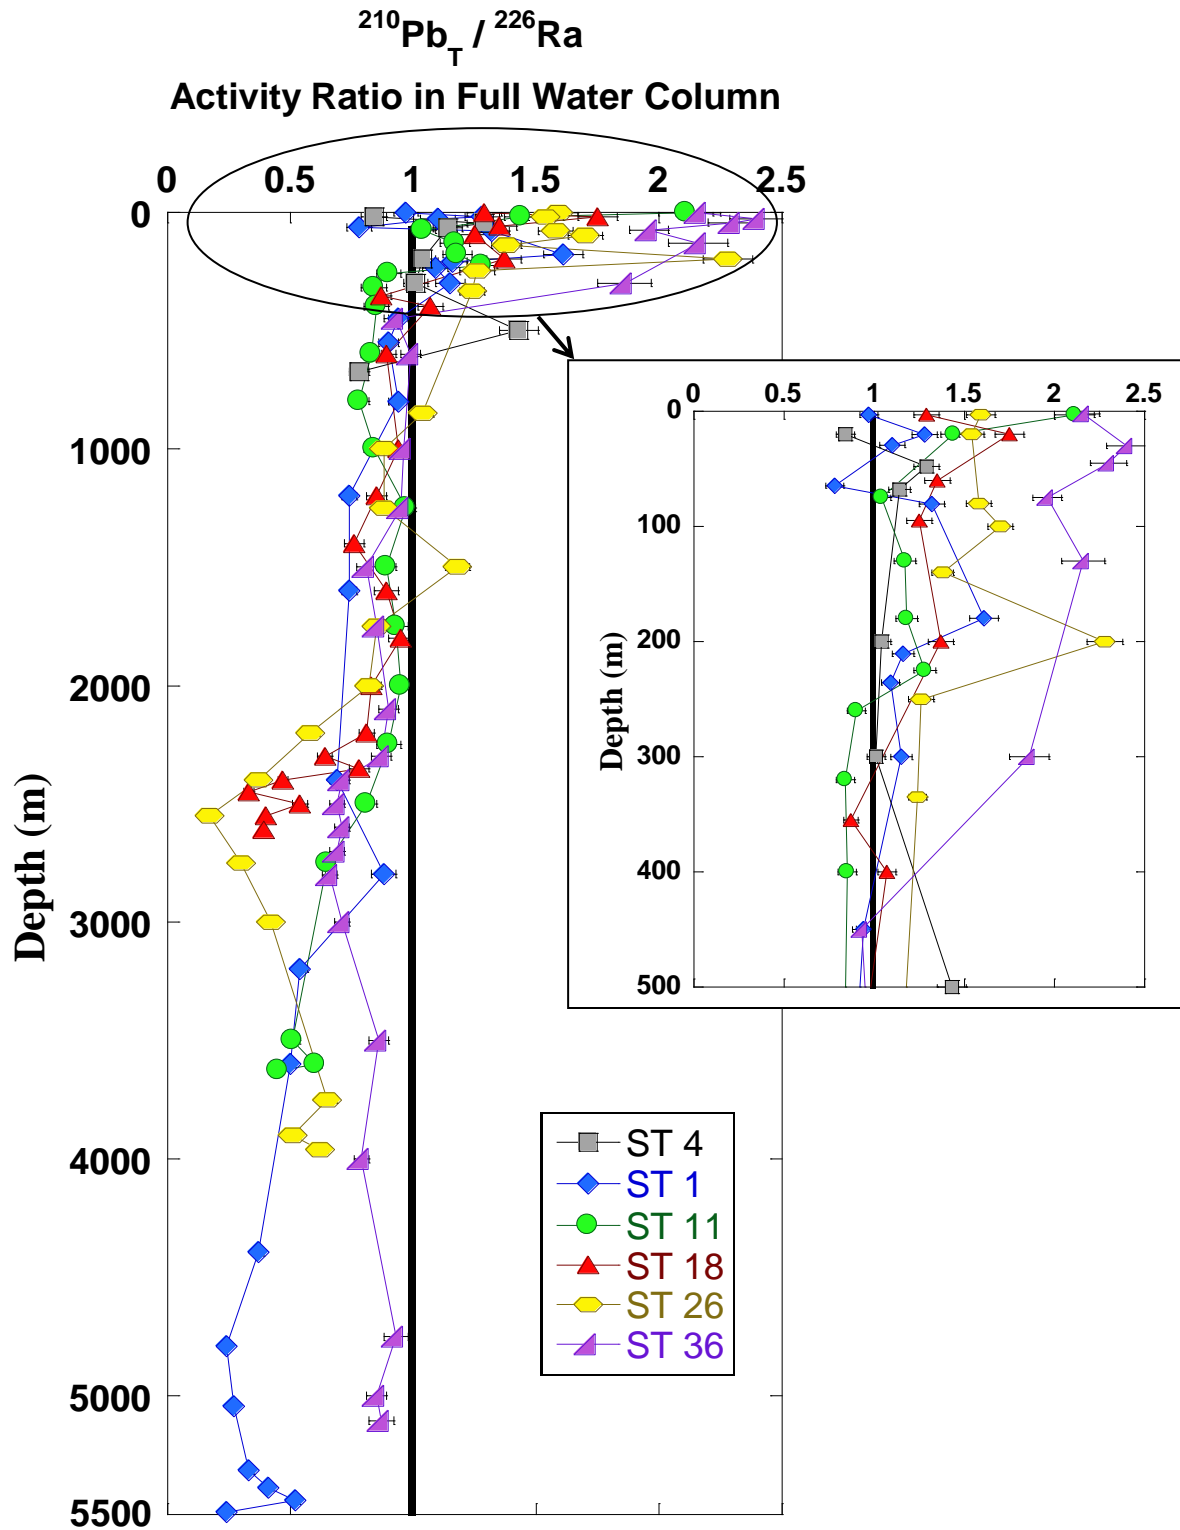 ²¹⁰Pb_T / ²²⁶Ra
Activity Ratio in Full Water Column
0 0.5 1 1.5 2 2.5
0
1000
2000
3000
4000
5000
5500
Depth (m)
0 0.5 1 1.5 2 2.5
0
100
200
300
400
500
Depth (m)
ST 4
ST 1
ST 11
ST 18
ST 26
ST 36